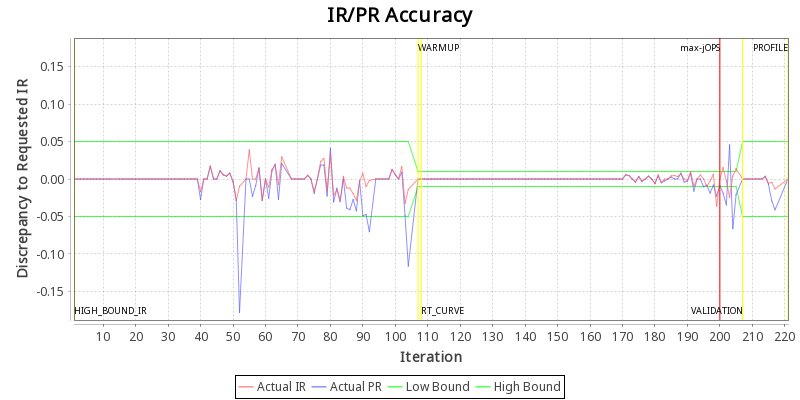 IR/PR Accuracy
WARMUP
max-jOPS
PROFILE
0.15
0.10
0.05
0.00
-0.05
-0.10
-0.15
Discrepancy to Requested IR
HIGH_BOUND_IR
RT_CURVE
VALIDATION
10 20 30 40 50 60 70 80 90 100 110 120 130 140 150 160 170 180 190 200 210 220
Iteration
Actual IR Actual PR Low Bound High Bound